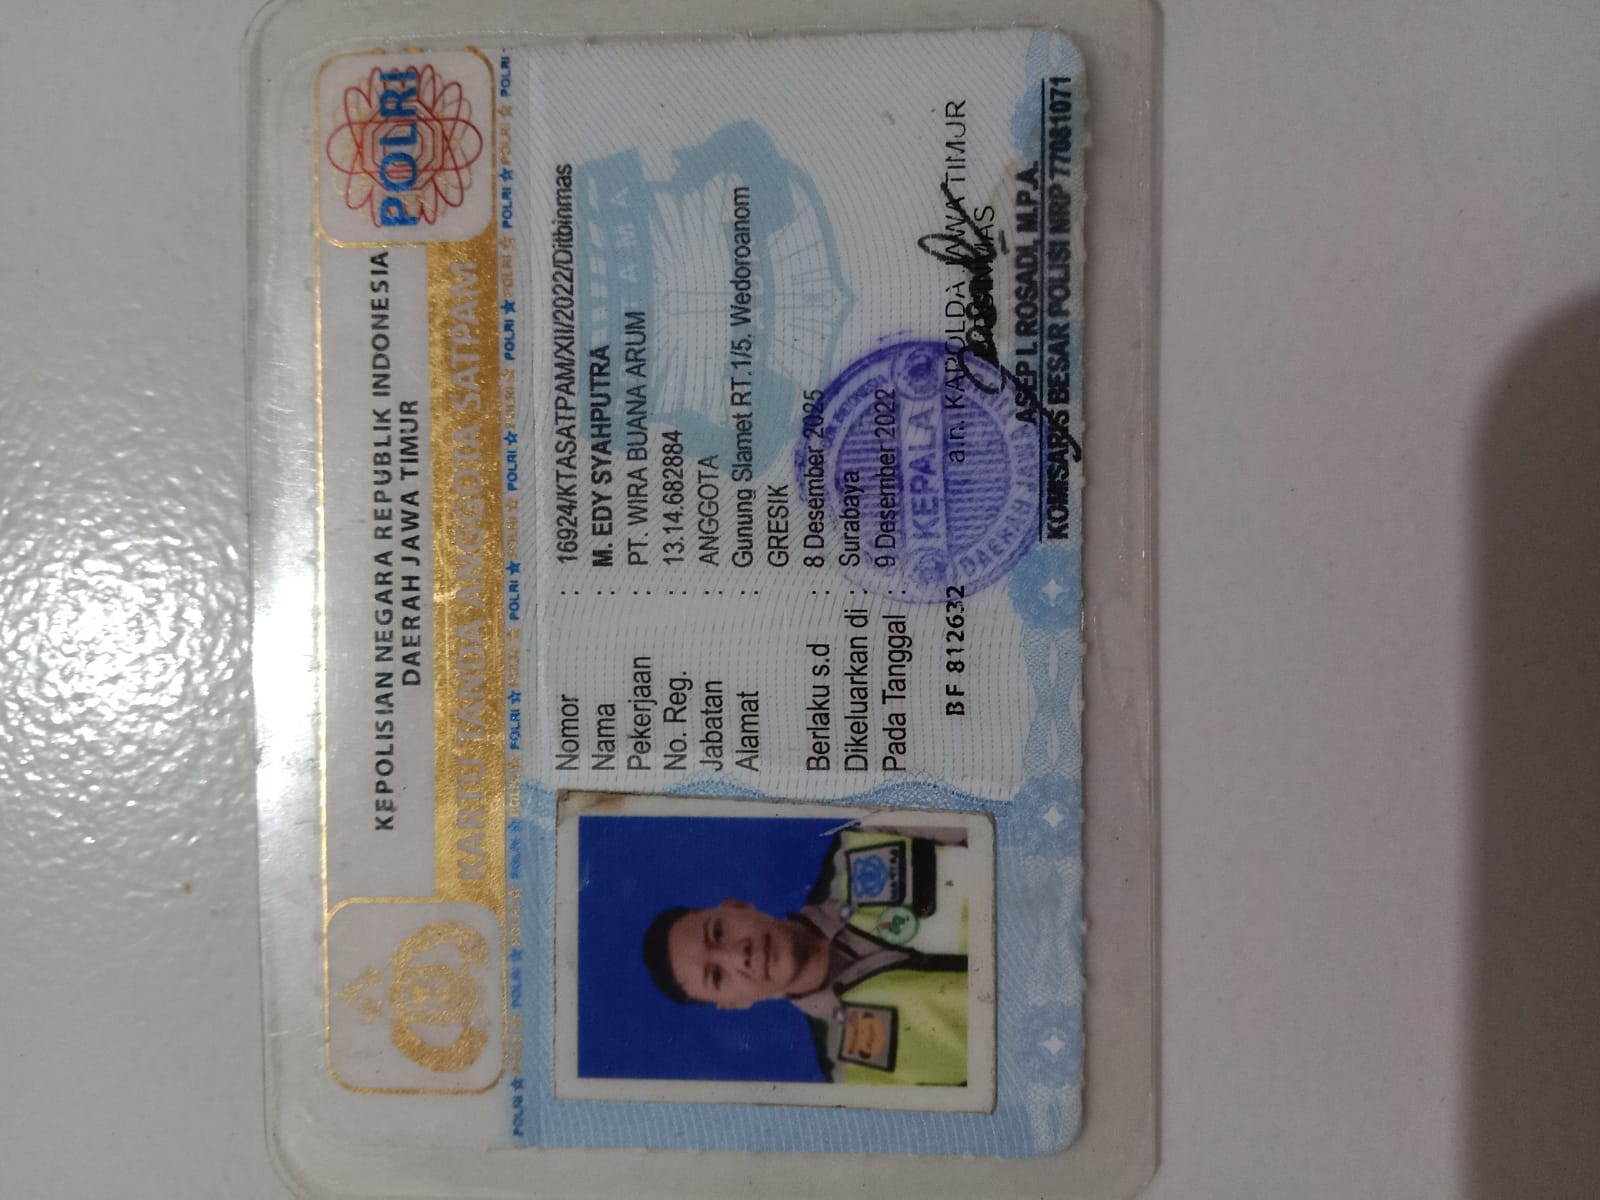 KEPOLISIAN NEGARA REPUBLIK INDONESIA
DAERAH JAWA TIMUR
KARTU TANDA ANGGOTA SATPAM
POLRI
Nomor : 16924/KTASATPAM/XII/2022/Ditbinmas
Nama : M. EDY SYAHPUTRA
Pekerjaan : PT. WIRA BUANA ARUM
No. Reg. : 13.14.682884
Jabatan : ANGGOTA
Alamat : Gunung Slamet RT.1/5. Wedoroanom
GRESIK
Berlaku s.d : 8 Desember 2025
Dikeluarkan di : Surabaya
Pada Tanggal : 9 Desember 2022
BF 812632
a.n. KAPOLDA JAWA TIMUR
KEPALA
DAERAH JAWA
ASEP I. ROSADI, M.P.A.
KOMISARIS BESAR POLISI NRP 77061071